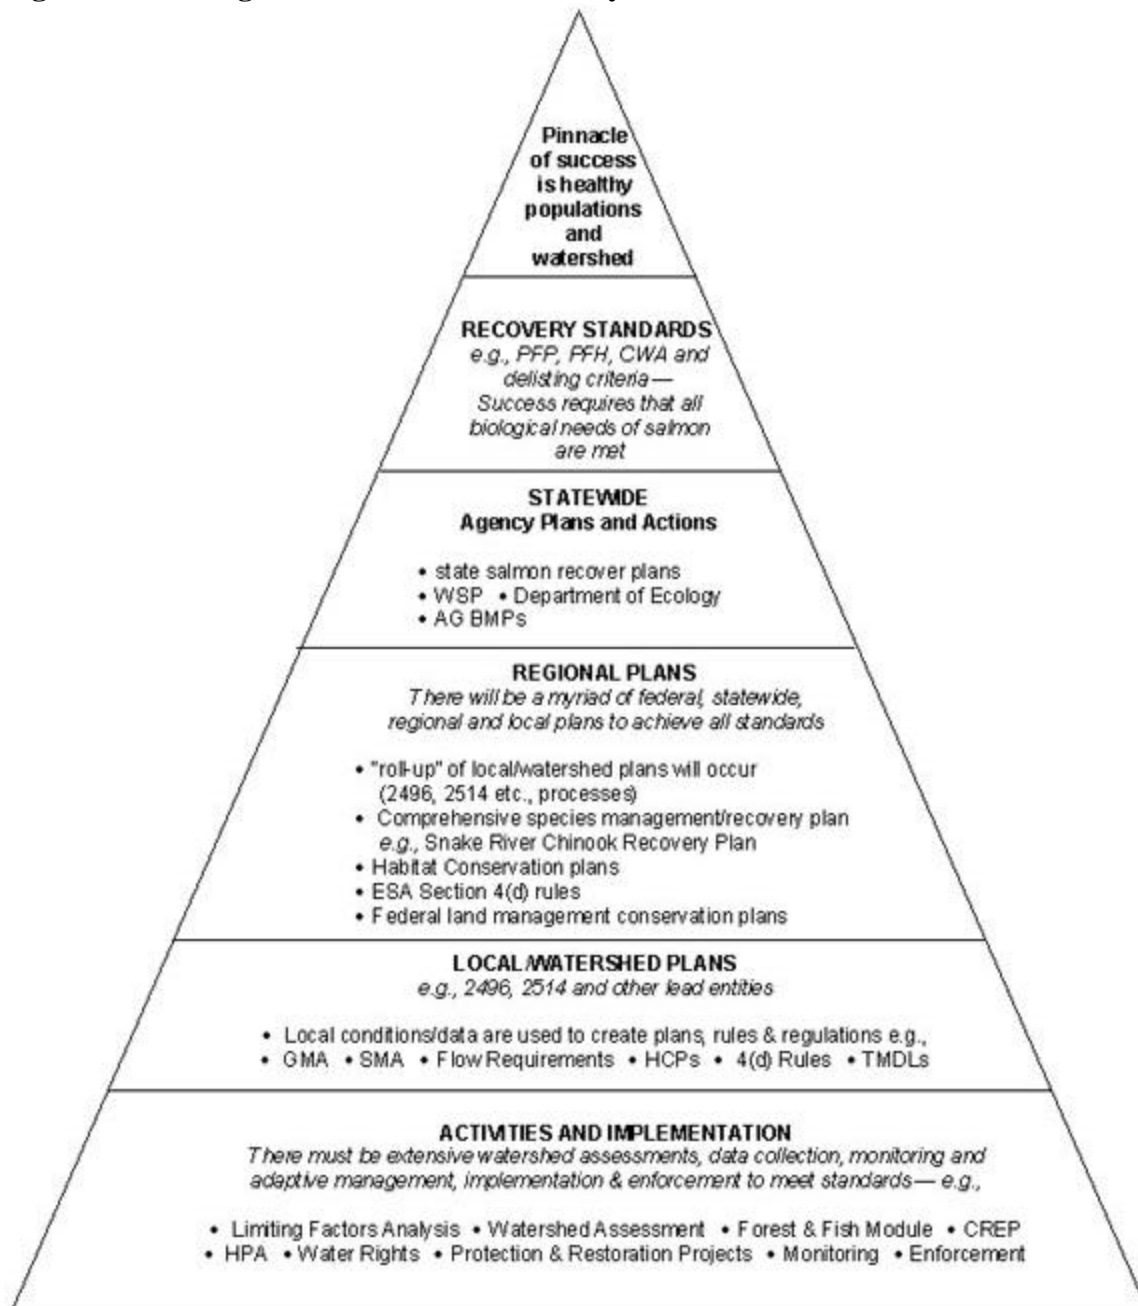 Pinnacle
of success
is healthy
populations
and
watershed
RECOVERY STANDARDS
e.g., PFP, PFH, CWA and
delisting criteria—
Success requires that all
biological needs of salmon
are met
STATEWIDE
Agency Plans and Actions
• state salmon recover plans
• WSP • Department of Ecology
• AG BMPs
REGIONAL PLANS
There will be a myriad of federal, statewide,
regional and local plans to achieve all standards
• "roll-up" of local/watershed plans will occur
(2496, 2514 etc., processes)
• Comprehensive species management/recovery plan
e.g., Snake River Chinook Recovery Plan
• Habitat Conservation plans
• ESA Section 4(d) rules
• Federal land management conservation plans
LOCAL/WATERSHED PLANS
e.g., 2496, 2514 and other lead entities
• Local conditions/data are used to create plans, rules & regulations e.g.,
• GMA • SMA • Flow Requirements • HCPs • 4(d) Rules • TMDLs
ACTIVITIES AND IMPLEMENTATION
There must be extensive watershed assessments, data collection, monitoring and
adaptive management, implementation & enforcement to meet standards— e.g.,
• Limiting Factors Analysis • Watershed Assessment • Forest & Fish Module • CREP
• HPA • Water Rights • Protection & Restoration Projects • Monitoring • Enforcement